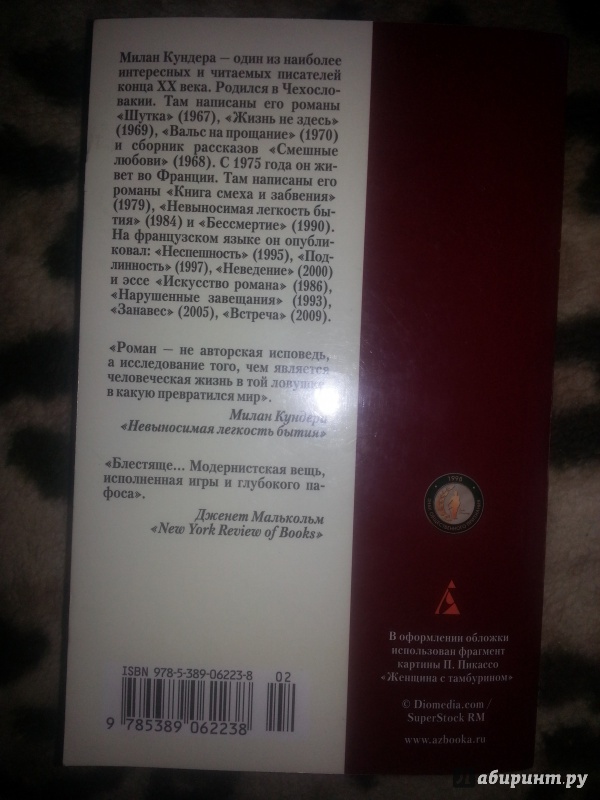 Милан Кундера — один из наиболее
интересных и читаемых писателей
конца XX века. Родился в Чехосло-
вакии. Там написаны его романы
«Шутка» (1967), «Жизнь не здесь»
(1969), «Вальс на прощание» (1970)
и сборник рассказов «Смешные
любови» (1968). С 1975 года он жи-
вет во Франции. Там написаны его
романы «Книга смеха и забвения»
(1979), «Невыносимая легкость бы-
тия» (1984) и «Бессмертие» (1990).
На французском языке он опубли-
ковал: «Неспешность» (1995), «Под-
линность» (1997), «Неведение» (2000)
и эссе «Искусство романа» (1986),
«Нарушенные завещания» (1993),
«Занавес» (2005), «Встреча» (2009).
«Роман — не авторская исповедь,
а исследование того, чем является
человеческая жизнь в той ловушке,
в какую превратился мир».
Милан Кундера
«Невыносимая легкость бытия»
«Блестяще... Модернистская вещь,
исполненная игры и глубокого па-
фоса».
Дженет Малькольм
«New York Review of Books»
ISBN 978-5-389-06223-8
02
9 785389 062238
1998
В оформлении обложки
использован фрагмент
картины П. Пикассо
«Женщина с тамбурином»
© Diomedia.com /
SuperStock RM
www.azbooka.ru
Лабиринт.ру